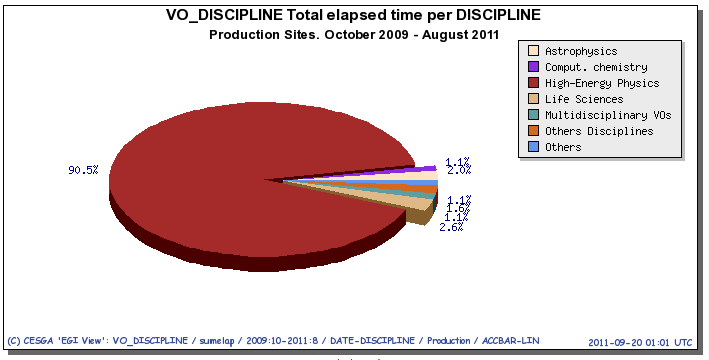 VO_DISCIPLINE Total elapsed time per DISCIPLINE
Production Sites. October 2009 - August 2011
Astrophysics
Comput. chemistry
High-Energy Physics
Life Sciences
Multidisciplinary VOs
Others Disciplines
Others
1.1%
90.5%
2.0%
1.1%
1.6%
1.1%
2.6%
(C) CESGA 'EGI View': VO_DISCIPLINE / sumelap / 2009:10-2011:8 / DATE-DISCIPLINE / Production / ACCBAR-LIN
2011-09-20 01:01 UTC